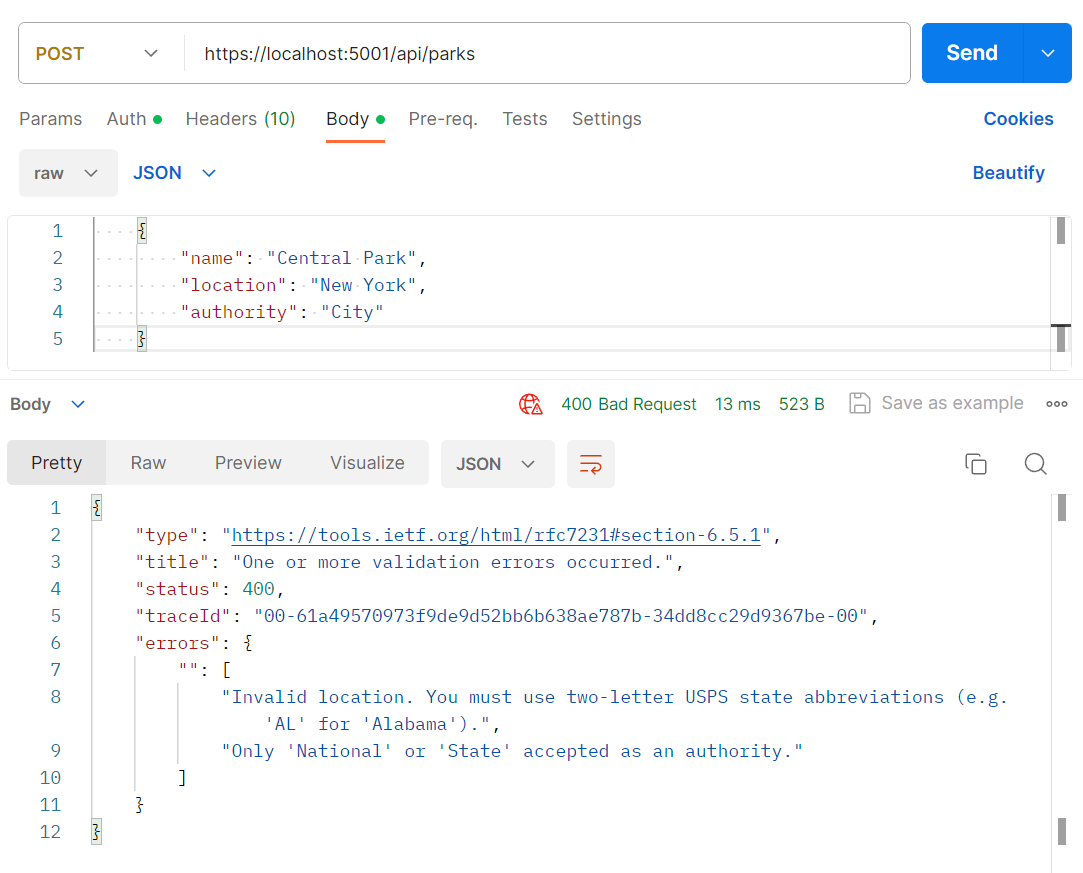 POST https://localhost:5001/api/parks Send
Params Auth Headers (10) Body Pre-req. Tests Settings Cookies
raw JSON Beautify
1 {
2 "name": "Central Park",
3 "location": "New York",
4 "authority": "City"
5 }
Body 400 Bad Request 13 ms 523 B Save as example
Pretty Raw Preview Visualize JSON
1 {
2 "type": "https://tools.ietf.org/html/rfc7231#section-6.5.1",
3 "title": "One or more validation errors occurred.",
4 "status": 400,
5 "traceId": "00-61a49570973f9de9d52bb6b638ae787b-34dd8cc29d9367be-00",
6 "errors": {
7 "": [
8 "Invalid location. You must use two-letter USPS state abbreviations (e.g.
'AL' for 'Alabama').",
9 "Only 'National' or 'State' accepted as an authority."
10 ]
11 }
12 }